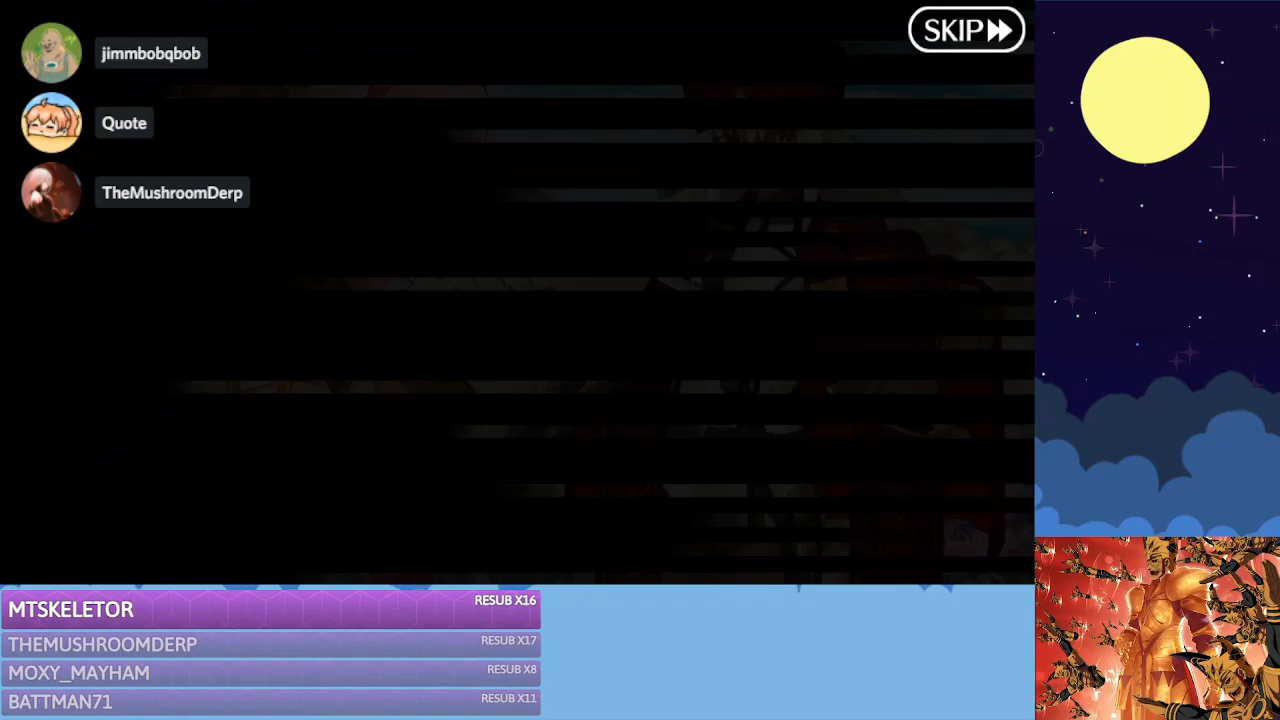 SKIP
jimmbobqbob
Quote
TheMushroomDerp
MTSKELETOR RESUB X16
THEMUSHROOMDERP RESUB X17
MOXY_MAYHAM RESUB X8
BATTMAN71 RESUB X11